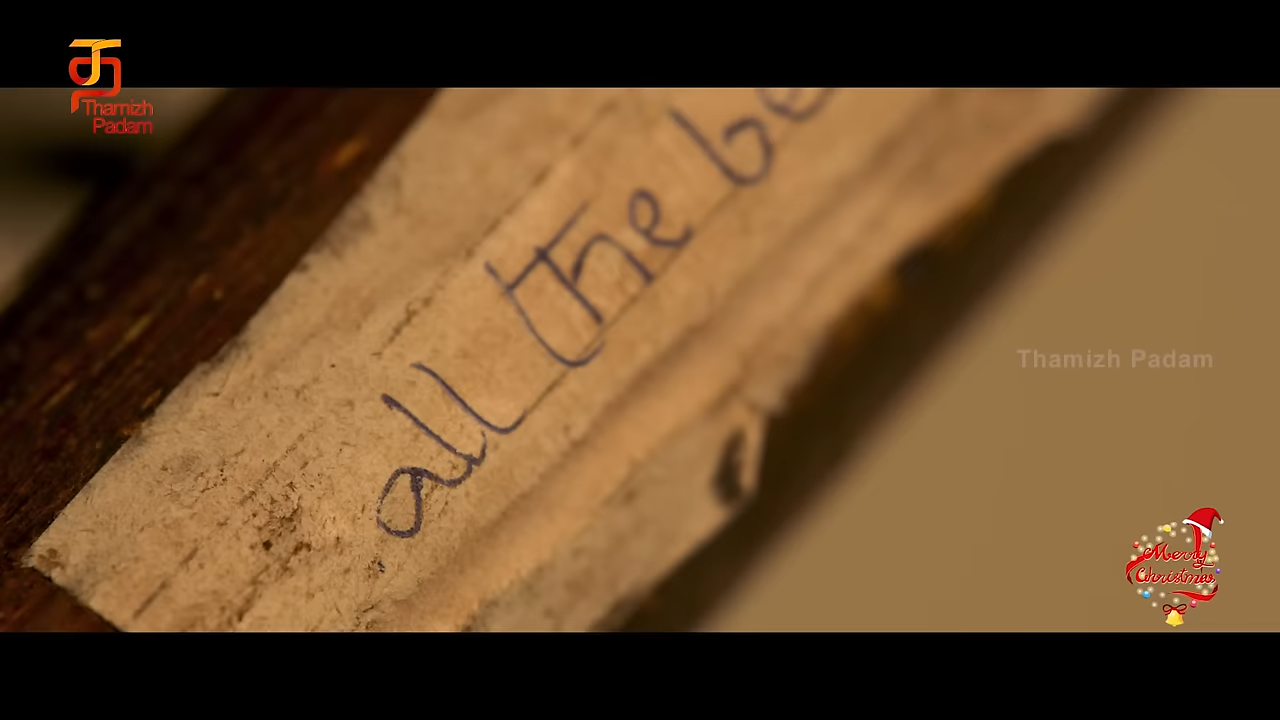 த
Thamizh
Padam
all the be
Thamizh Padam
Merry
Christmas